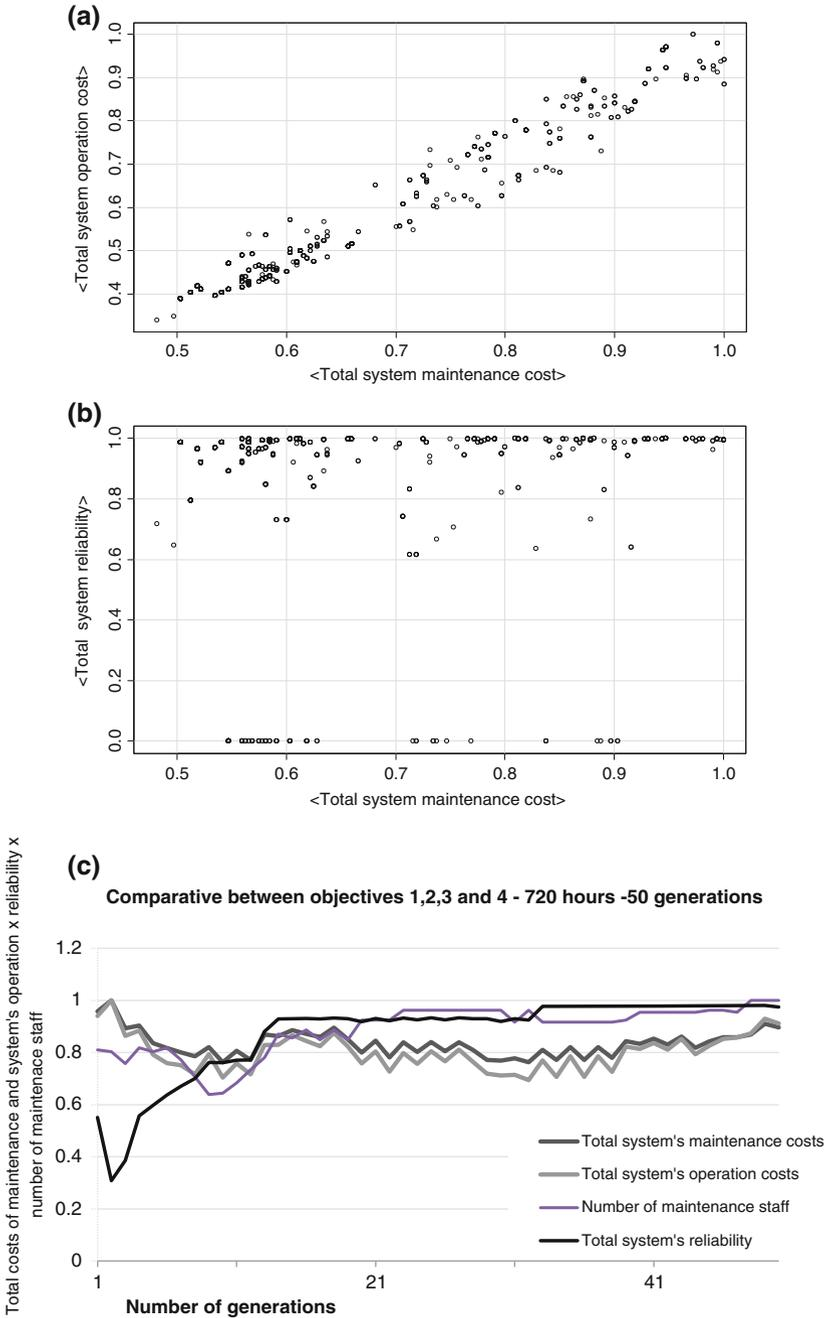 (a)
<Total system operation cost>
1.0
0.9
0.8
0.7
0.6
0.5
0.4
0.5 0.6 0.7 0.8 0.9 1.0
<Total system maintenance cost>
(b)
<Total system reliability>
1.0
0.8
0.6
0.4
0.2
0.0
0.5 0.6 0.7 0.8 0.9 1.0
<Total system maintenance cost>
(c)
Comparative between objectives 1,2,3 and 4 - 720 hours -50 generations
Total costs of maintenance and system's operation x reliability x
number of maintenace staff
1.2
1
0.8
0.6
0.4
0.2
0
Total system's maintenance costs
Total system's operation costs
Number of maintenance staff
Total system's reliability
1 21 41
Number of generations